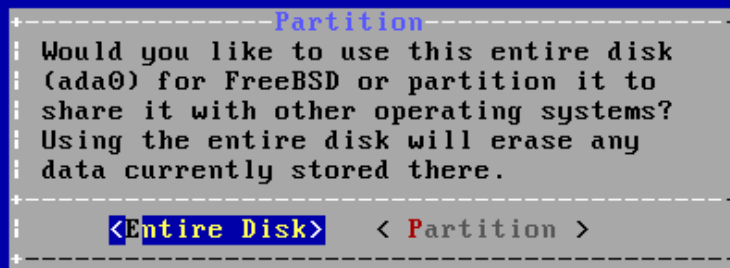 Partition
Would you like to use this entire disk
(ada0) for FreeBSD or partition it to
share it with other operating systems?
Using the entire disk will erase any
data currently stored there.
<Entire Disk> < Partition >